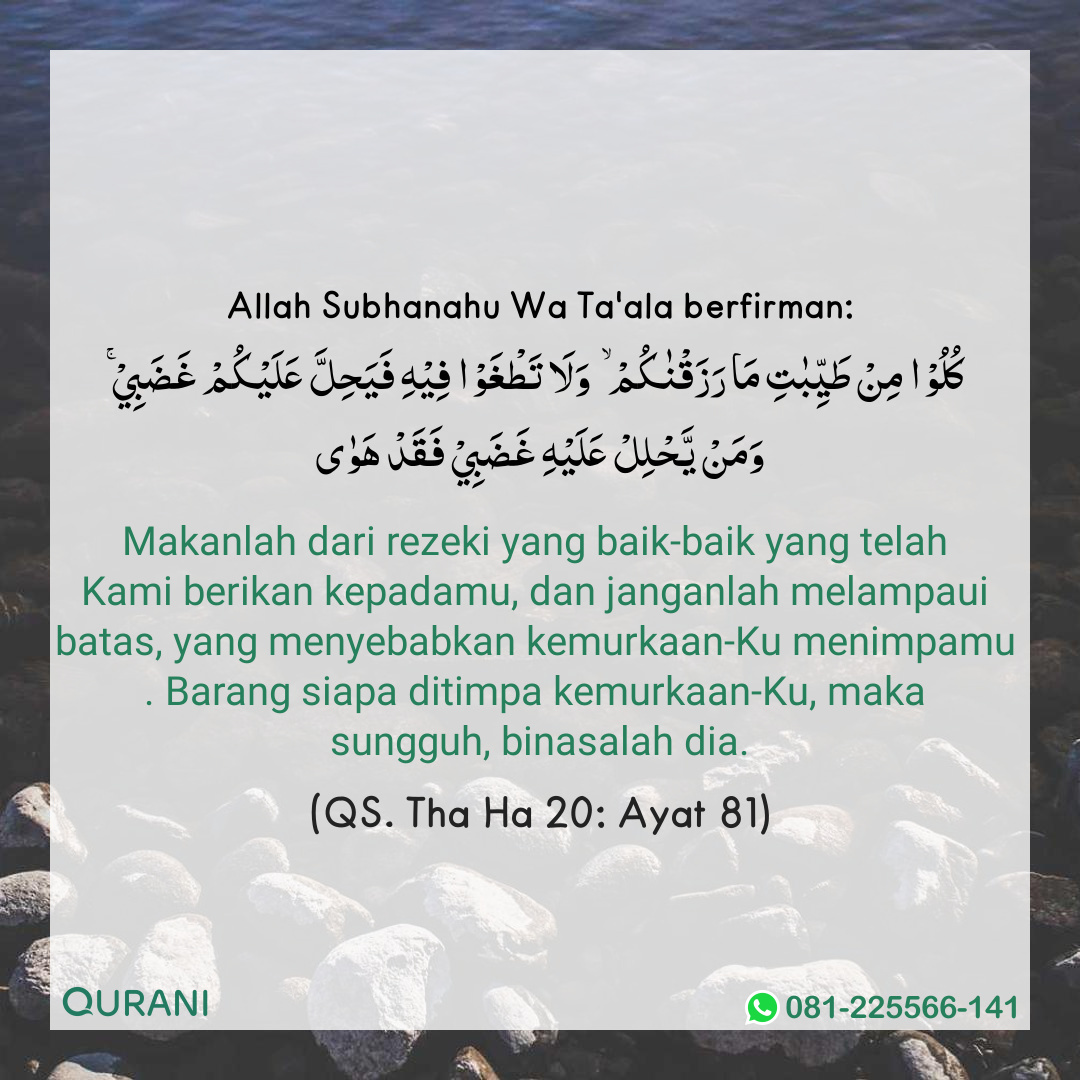 Allah Subhanahu Wa Ta'ala berfirman:
كُلُوْا مِنْ طَيِّبٰتِ مَا رَزَقْنٰكُمْ ۙ وَلَا تَطْغَوْا فِيْهِ فَيَحِلَّ عَلَيْكُمْ غَضَبِيْۚ
وَمَنْ يَّحْلِلْ عَلَيْهِ غَضَبِيْ فَقَدْ هَوٰى
Makanlah dari rezeki yang baik-baik yang telah
Kami berikan kepadamu, dan janganlah melampaui
batas, yang menyebabkan kemurkaan-Ku menimpamu
. Barang siapa ditimpa kemurkaan-Ku, maka
sungguh, binasalah dia.
(QS. Tha Ha 20: Ayat 81)
QURANI
081-225566-141